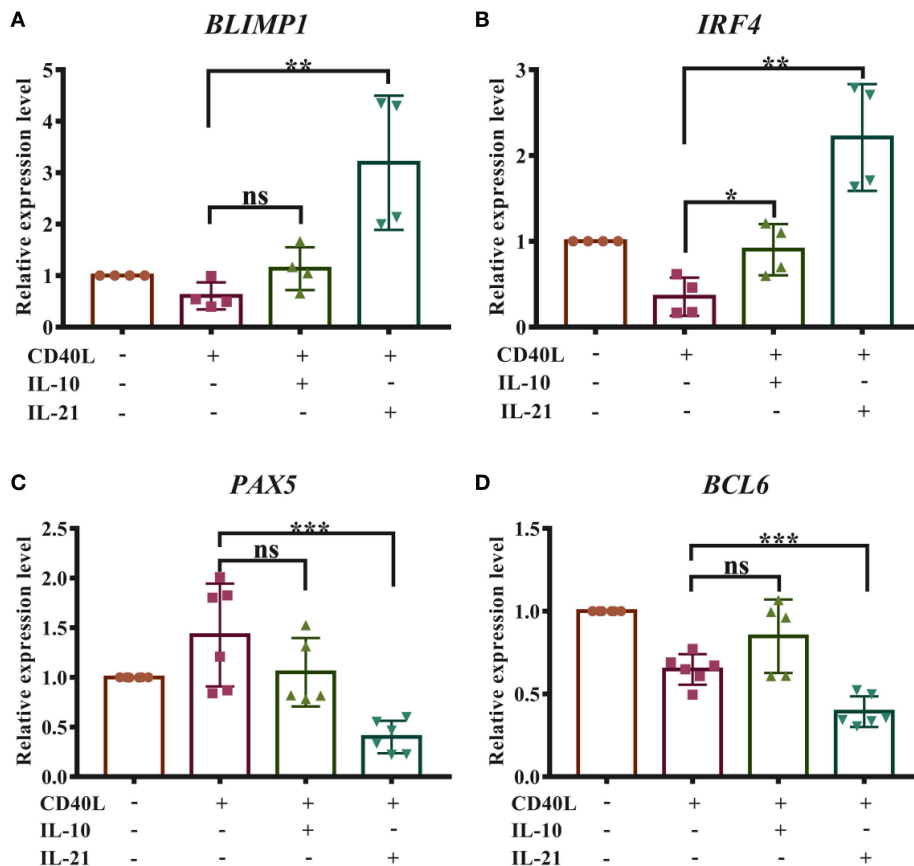 A
BLIMP1
**
ns
Relative expression level
5
4
3
2
1
0
CD40L - + + +
IL-10 - - + -
IL-21 - - - +
B
IRF4
**
*
Relative expression level
3
2
1
0
CD40L - + + +
IL-10 - - + -
IL-21 - - - +
C
PAX5
***
ns
Relative expression level
2.5
2.0
1.5
1.0
0.5
0.0
CD40L - + + +
IL-10 - - + -
IL-21 - - - +
D
BCL6
***
ns
Relative expression level
1.5
1.0
0.5
0.0
CD40L - + + +
IL-10 - - + -
IL-21 - - - +